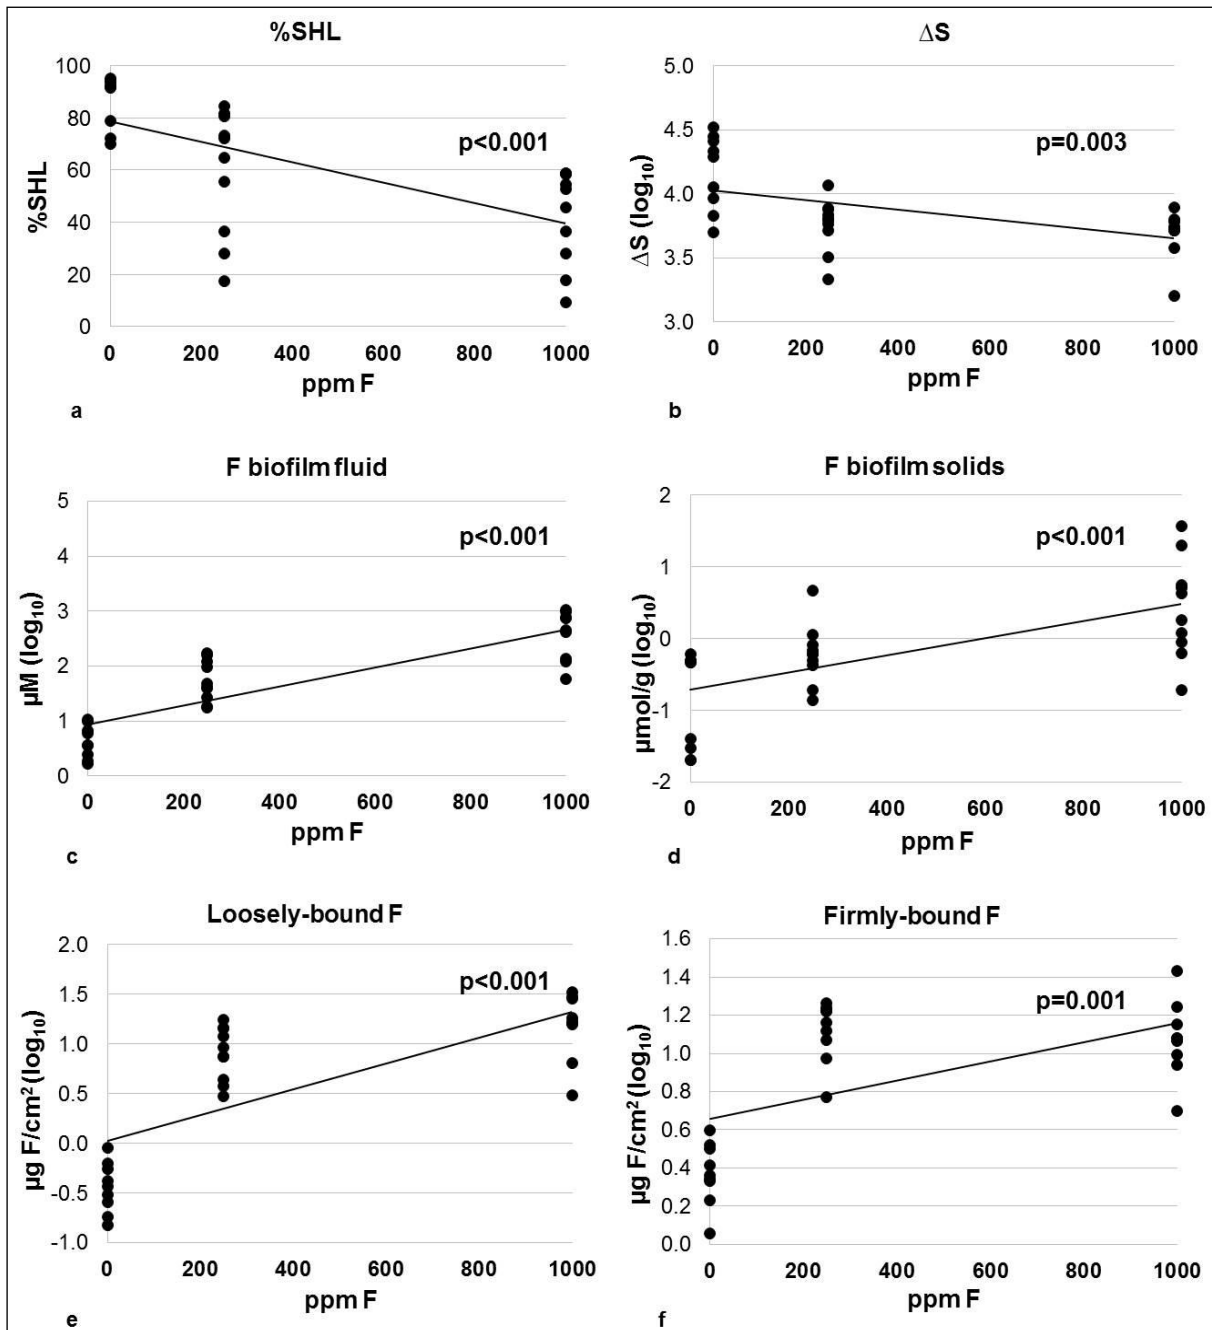 %SHL
%SHL
100
80
60
40
20
0
p<0.001
0 200 400 600 800 1000
ppm F
a
ΔS
ΔS (log₁₀)
5.0
4.5
4.0
3.5
3.0
p=0.003
0 200 400 600 800 1000
ppm F
b
F biofilm fluid
µM (log₁₀)
5
4
3
2
1
0
p<0.001
0 200 400 600 800 1000
ppm F
c
F biofilm solids
µmol/g (log₁₀)
2
1
0
-1
-2
p<0.001
0 200 400 600 800 1000
ppm F
d
Loosely-bound F
µg F/cm² (log₁₀)
2.0
1.5
1.0
0.5
0.0
-0.5
-1.0
p<0.001
0 200 400 600 800 1000
ppm F
e
Firmly-bound F
µg F/cm² (log₁₀)
1.6
1.4
1.2
1.0
0.8
0.6
0.4
0.2
0.0
p=0.001
0 200 400 600 800 1000
ppm F
f